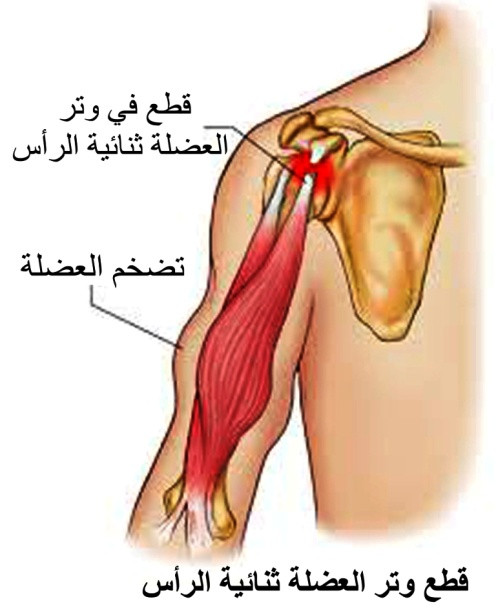 قطع في وتر
العضلة ثنائية الرأس
تضخم العضلة
قطع وتر العضلة ثنائية الرأس